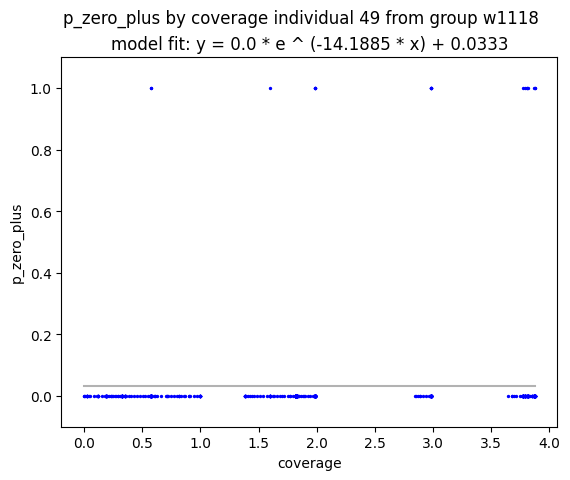 p_zero_plus by coverage individual 49 from group w1118
model fit: y = 0.0 * e ^ (-14.1885 * x) + 0.0333
1.0
0.8
0.6
0.4
0.2
0.0
p_zero_plus
0.0 0.5 1.0 1.5 2.0 2.5 3.0 3.5 4.0
coverage